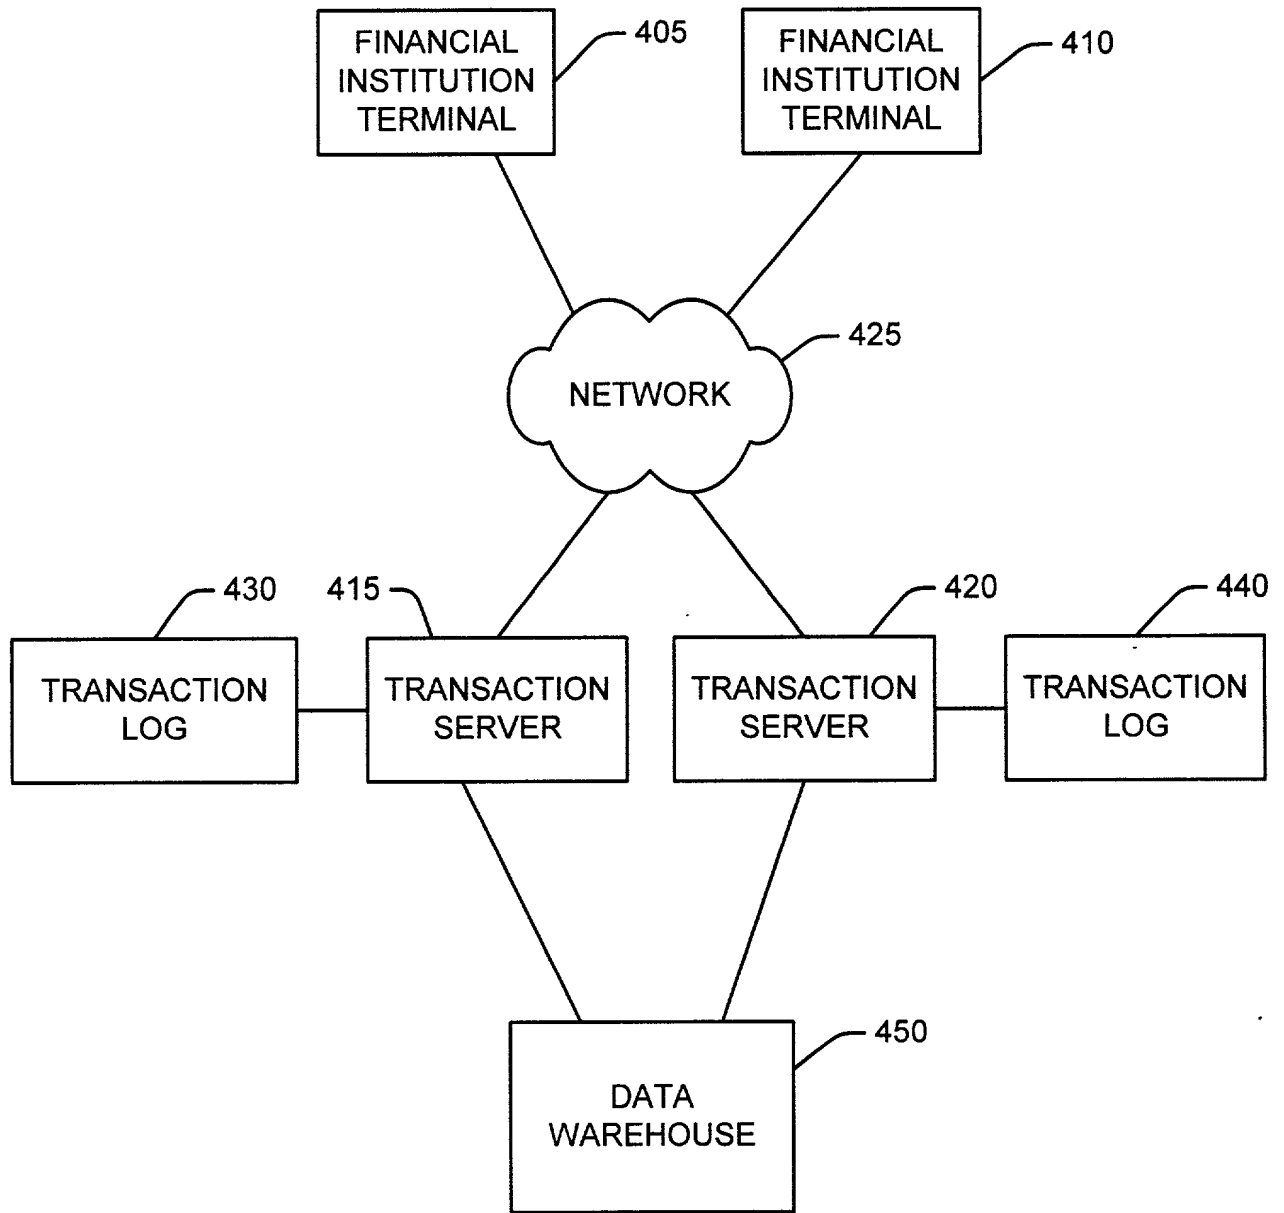 FINANCIAL
INSTITUTION
TERMINAL
405
FINANCIAL
INSTITUTION
TERMINAL
410
NETWORK
425
430
415
420
440
TRANSACTION
LOG
TRANSACTION
SERVER
TRANSACTION
SERVER
TRANSACTION
LOG
450
DATA
WAREHOUSE